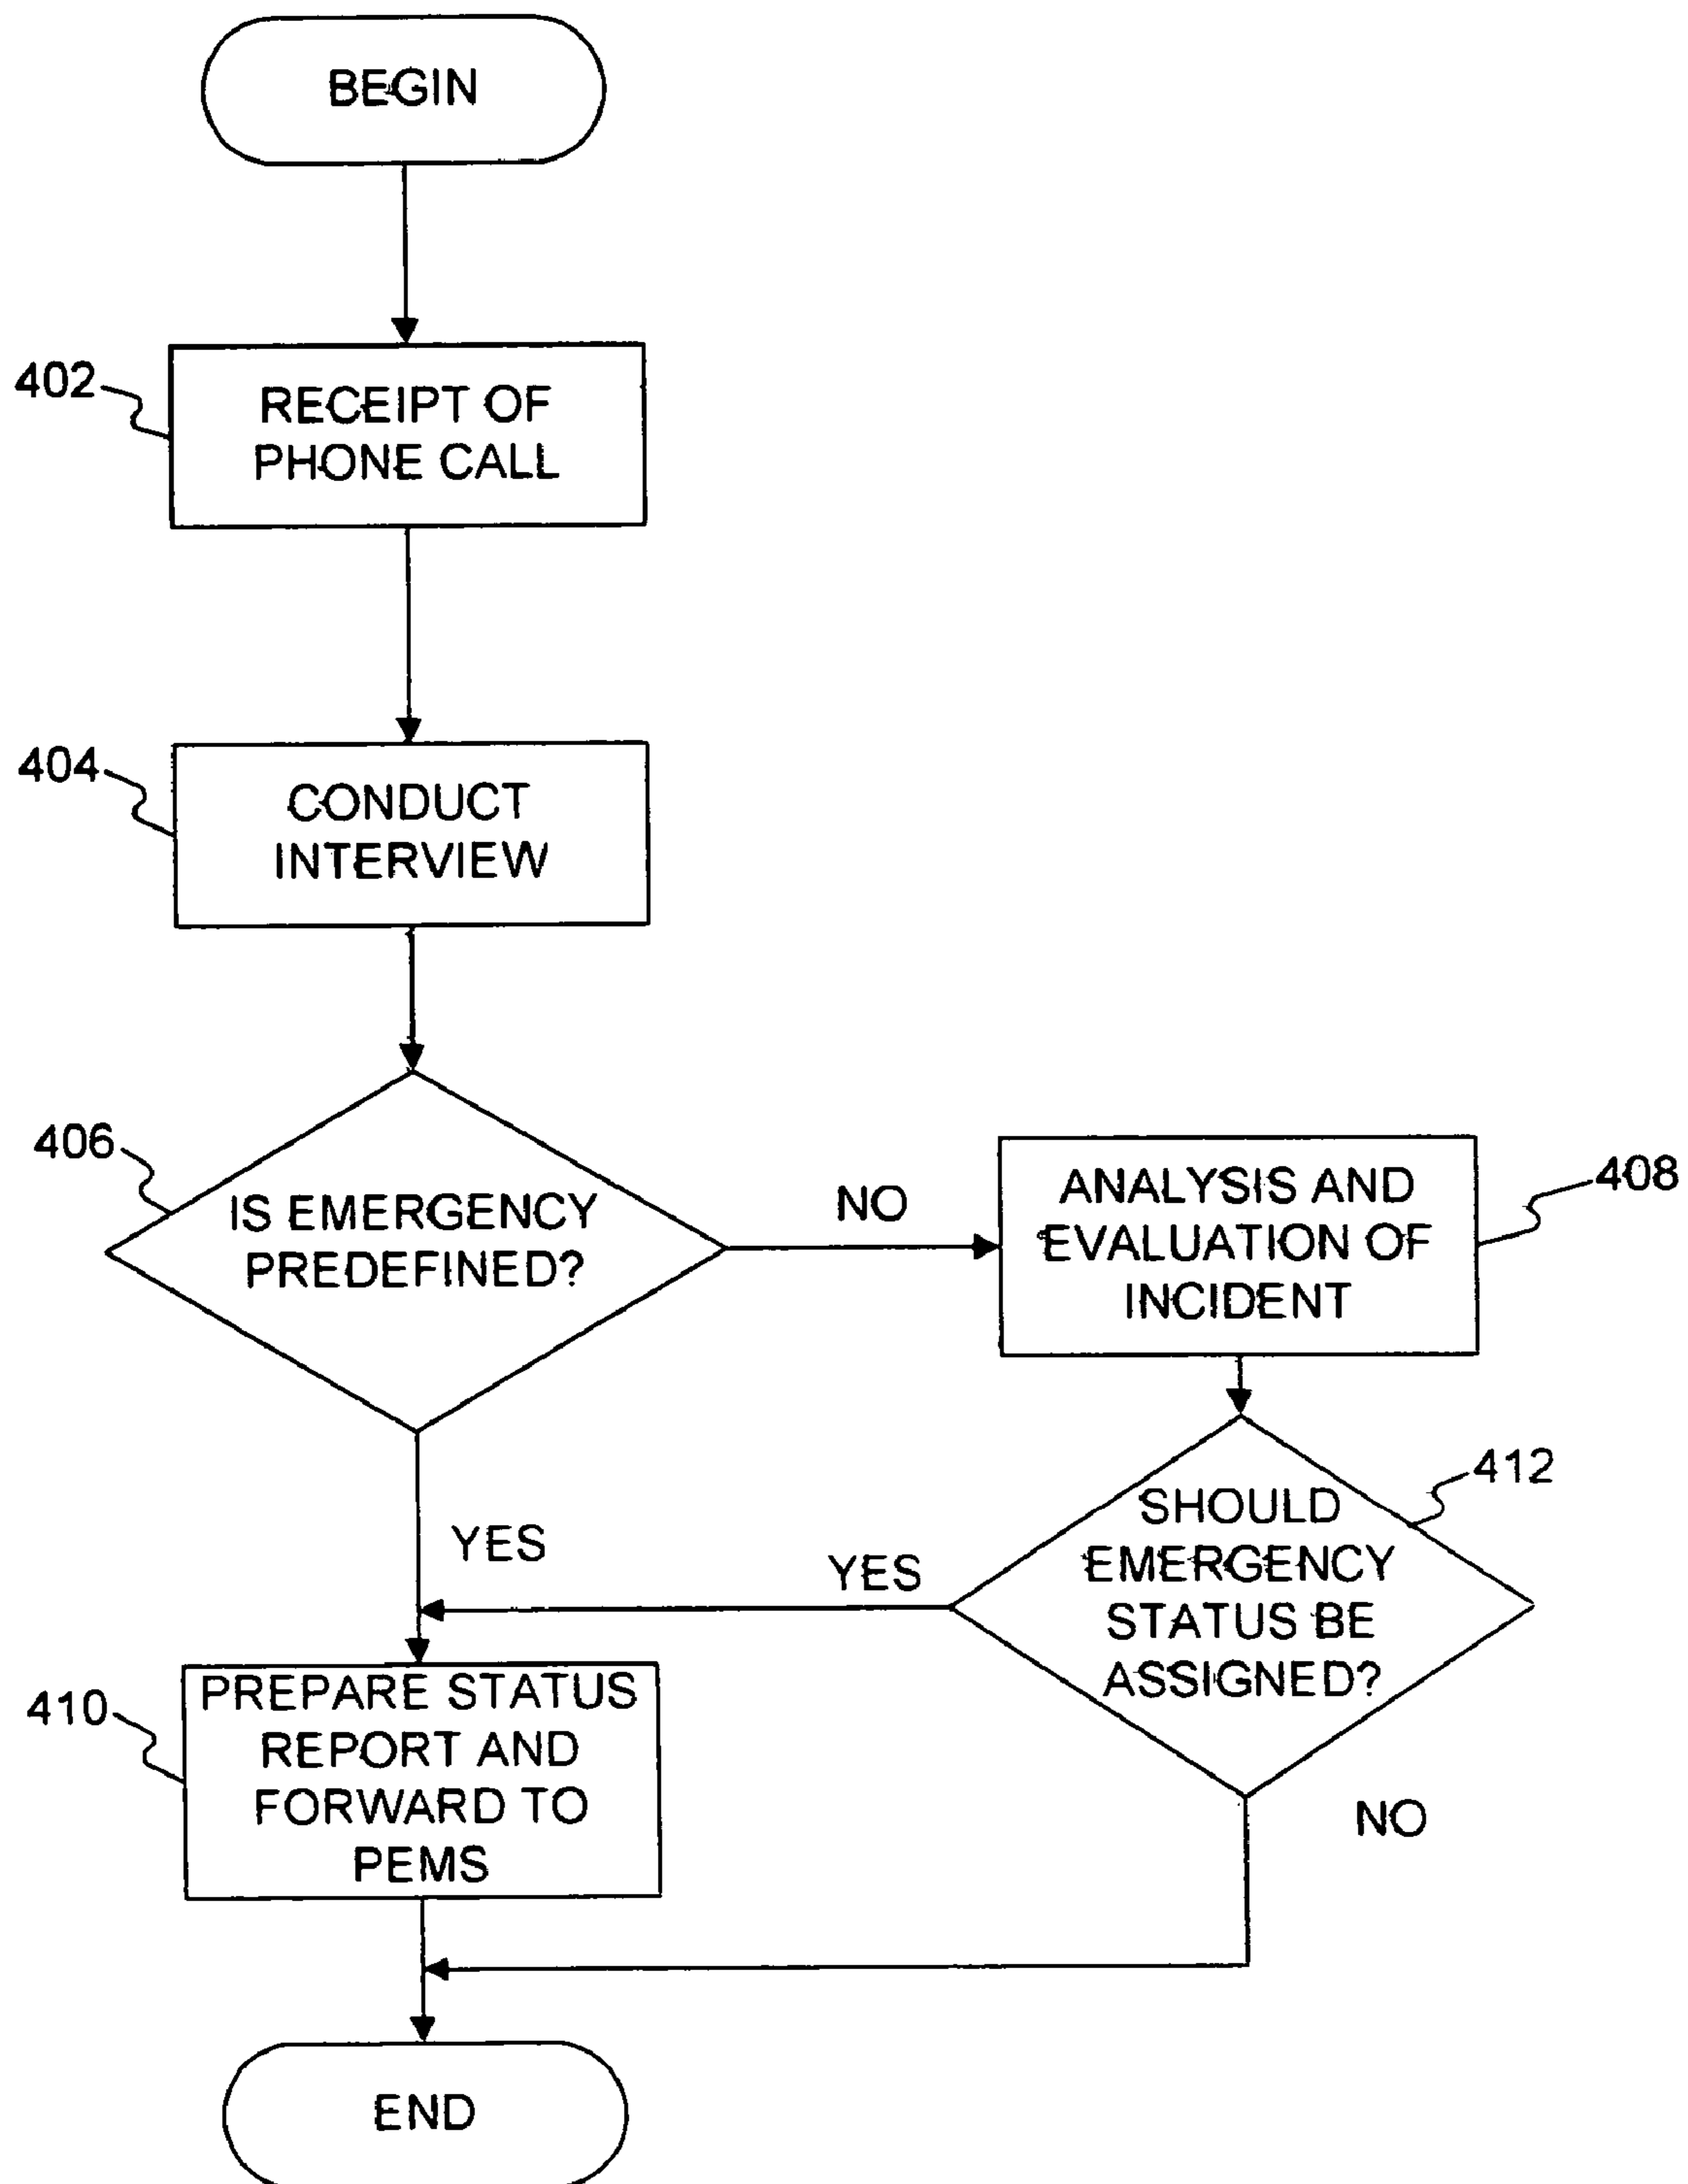 BEGIN
402
RECEIPT OF
PHONE CALL
404
CONDUCT
INTERVIEW
406
IS EMERGENCY
PREDEFINED?
NO
ANALYSIS AND
EVALUATION OF
INCIDENT
408
YES
YES
SHOULD
EMERGENCY
STATUS BE
ASSIGNED?
412
NO
410
PREPARE STATUS
REPORT AND
FORWARD TO
PEMS
END